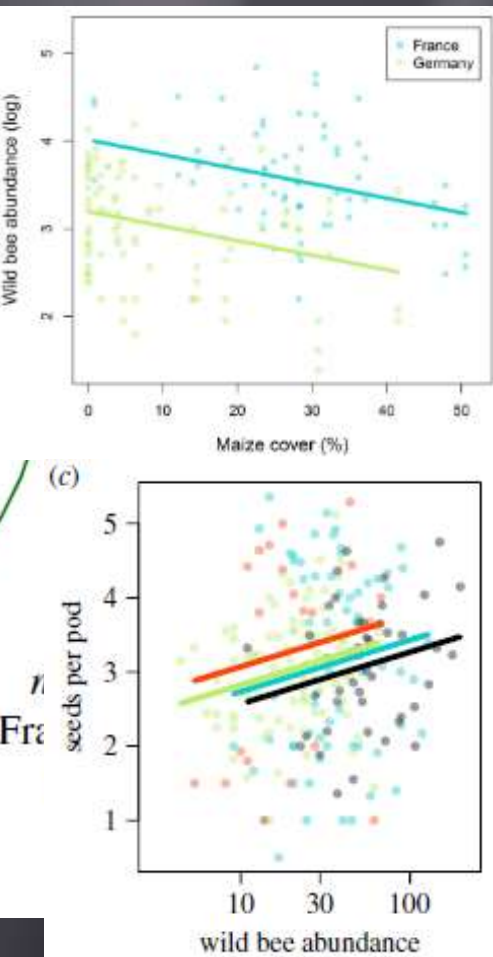 5
France
Germany
4
3
2
Wild bee abundance (log)
0 10 20 30 40 50
Maize cover (%)
(c)
5
4
3
2
1
seeds per pod
n
Fra
10 30 100
wild bee abundance